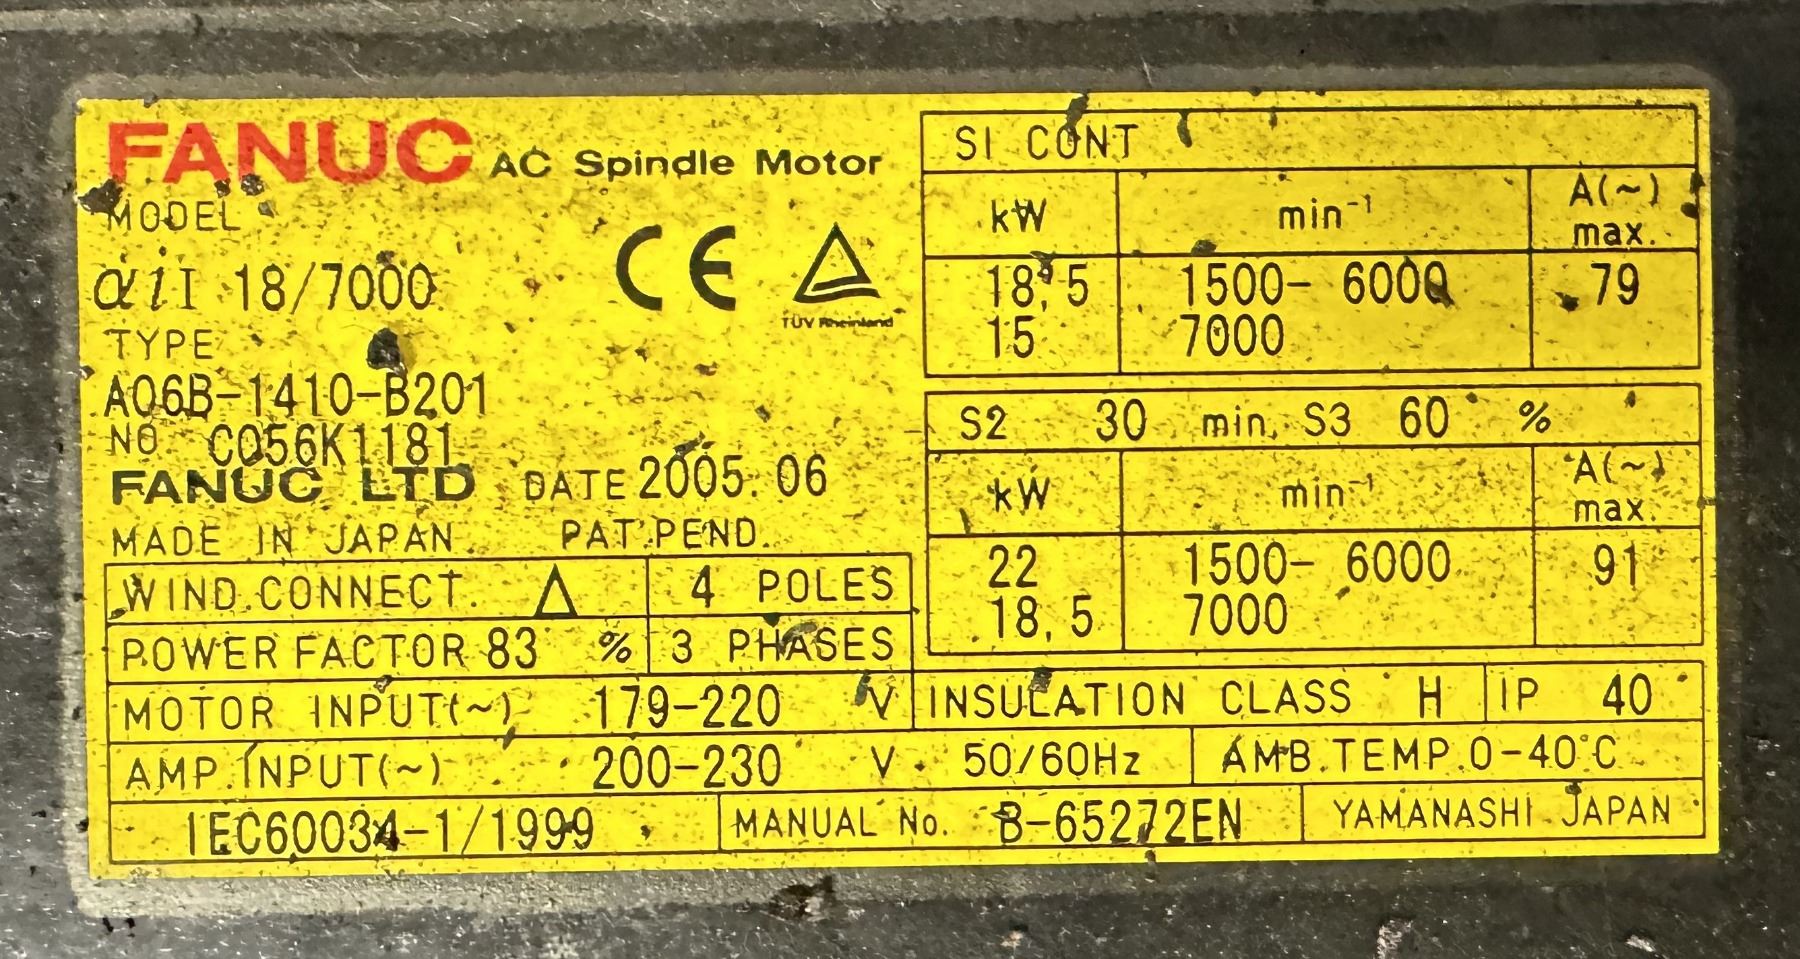 FANUC AC Spindle Motor
MODEL
αiI 18/7000
CE
TÜV Rheinland
TYPE
A06B-1410-B201
NO. C056K1181
FANUC LTD DATE 2005. 06
MADE IN JAPAN. PAT.PEND.
WIND.CONNECT. Δ 4 POLES
POWER FACTOR 83 % 3 PHASES
MOTOR INPUT(~) 179-220 V
S1 CONT
kW min⁻¹ A(~) max.
18.5 1500- 6000 79
15 7000
S2 30 min. S3 60 %
kW min⁻¹ A(~) max.
22 1500- 6000 91
18.5 7000
INSULATION CLASS H IP 40
AMP.INPUT(~) 200-230 V 50/60Hz AMB.TEMP.0-40°C
IEC60034-1/1999 MANUAL No. B-65272EN YAMANASHI JAPAN